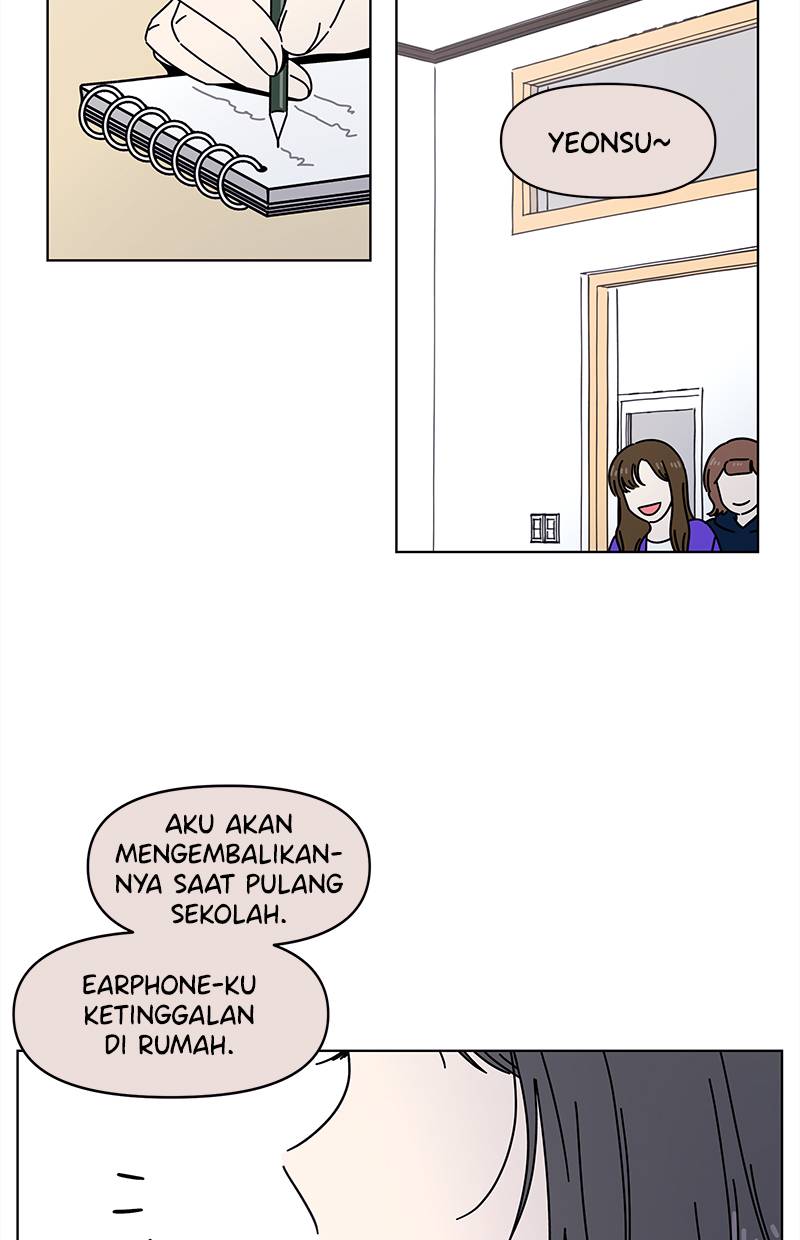 YEONSU~
AKU AKAN
MENGEMBALIKAN-
NYA SAAT PULANG
SEKOLAH.
EARPHONE-KU
KETINGGALAN
DI RUMAH.